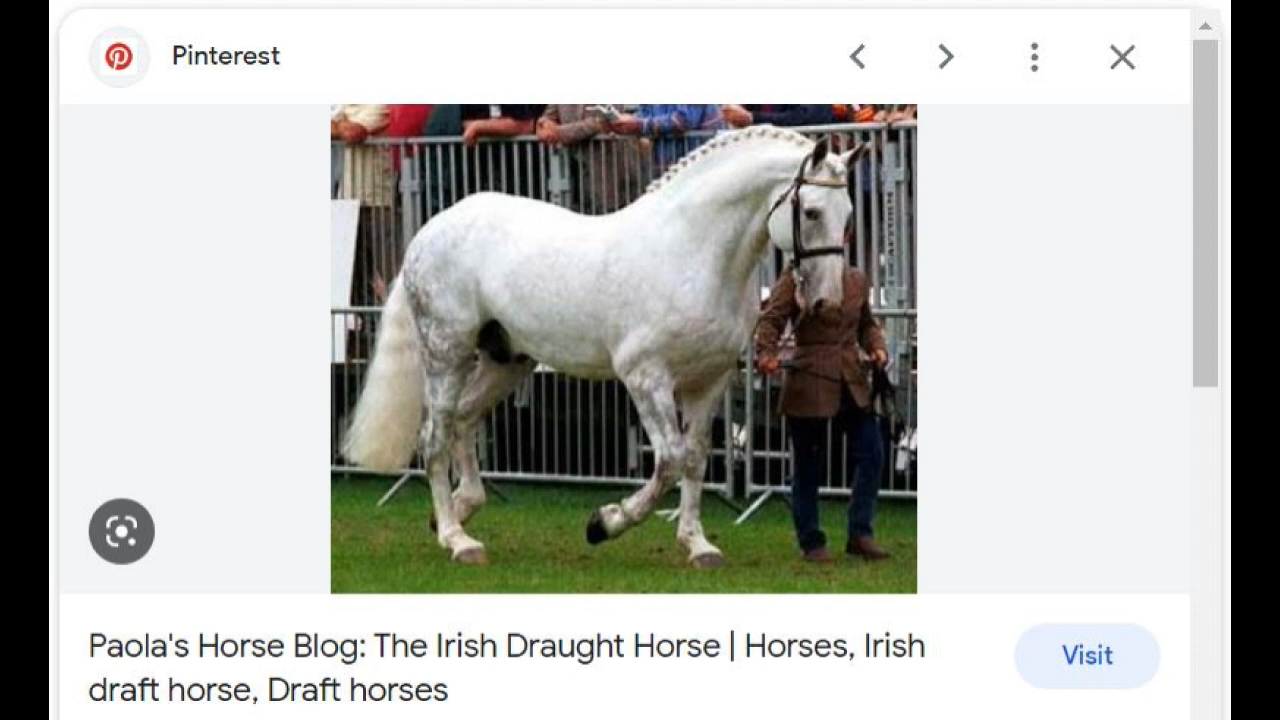 Pinterest
Paola's Horse Blog: The Irish Draught Horse | Horses, Irish
draft horse, Draft horses
Visit